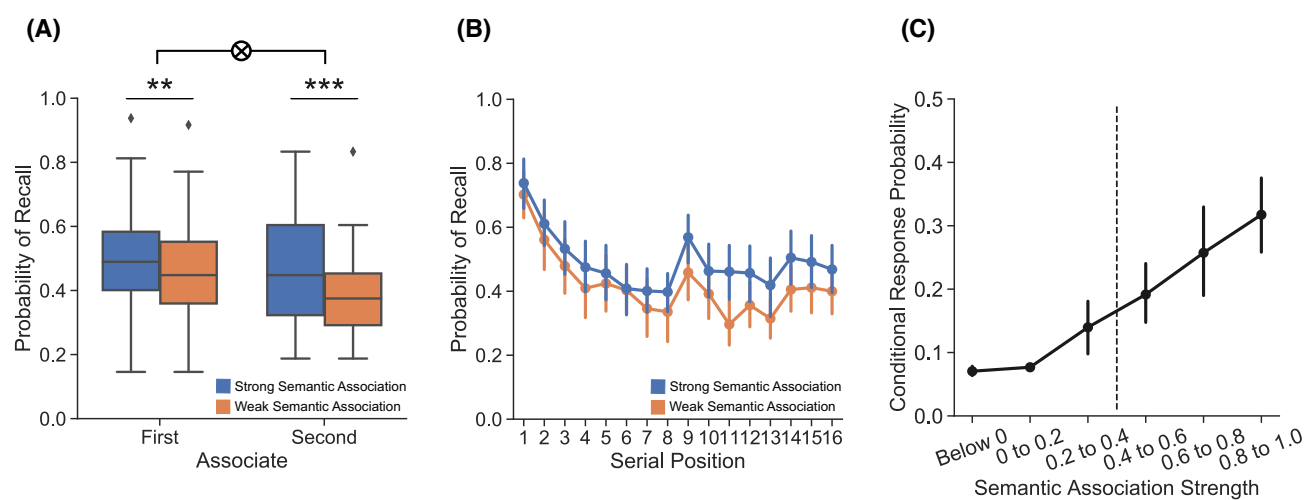 (A)
**
***
1.0
0.8
0.6
0.4
0.2
0.0
Probability of Recall
Strong Semantic Association
Weak Semantic Association
First
Second
Associate
(B)
1.0
0.8
0.6
0.4
0.2
0.0
Probability of Recall
Strong Semantic Association
Weak Semantic Association
1 2 3 4 5 6 7 8 9 10 11 12 13 14 15 16
Serial Position
(C)
0.5
0.4
0.3
0.2
0.1
0.0
Conditional Response Probability
Below 0
0 to 0.2
0.2 to 0.4
0.4 to 0.6
0.6 to 0.8
0.8 to 1.0
Semantic Association Strength